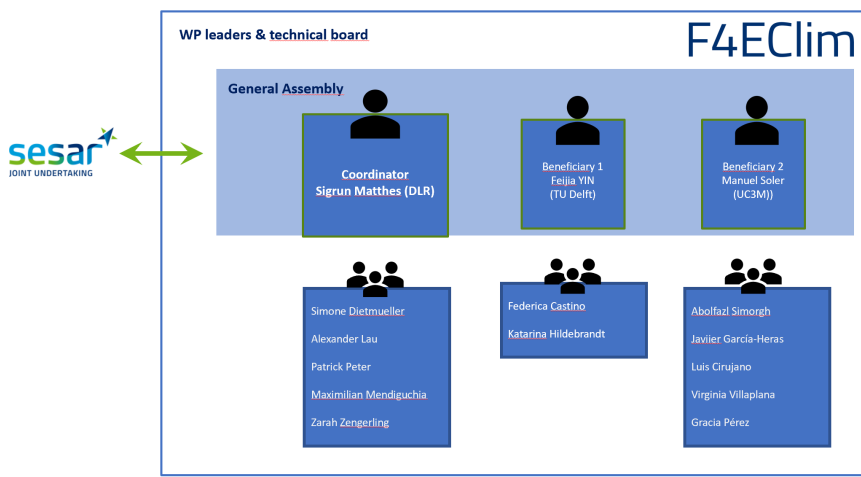 WP leaders & technical board
F4EClim
General Assembly
sesar
JOINT UNDERTAKING
Coordinator
Sigrun Matthes (DLR)
Beneficiary 1
Feijia YIN
(TU Delft)
Beneficiary 2
Manuel Soler
(UC3M))
Simone Dietmueller
Alexander Lau
Patrick Peter
Maximilian Mendiguchia
Zarah Zengerling
Federica Castino
Katarina Hildebrandt
Abolfazl Simorgh
Javiier García-Heras
Luis Cirujano
Virginia Villaplana
Gracia Pérez